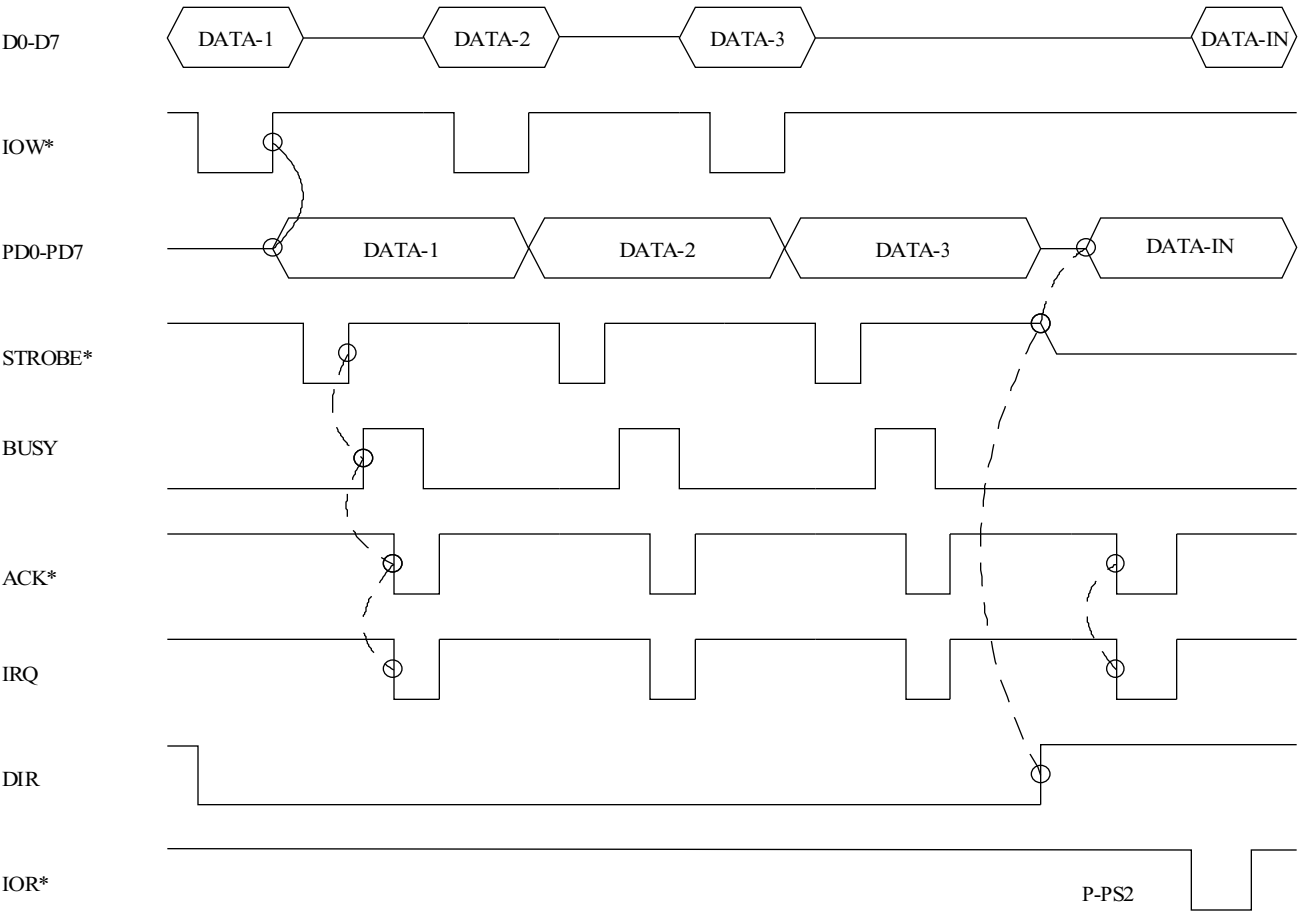 D0-D7 DATA-1 DATA-2 DATA-3 DATA-IN
IOW*
PD0-PD7 DATA-1 DATA-2 DATA-3 DATA-IN
STROBE*
BUSY
ACK*
IRQ
DIR
IOR*
P-PS2